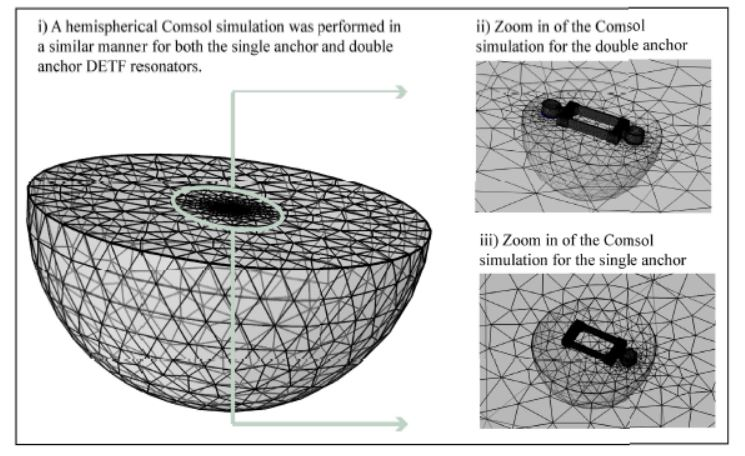 i) A hemispherical Comsol simulation was performed in
a similar manner for both the single anchor and double
anchor DETF resonators.
ii) Zoom in of the Comsol
simulation for the double anchor
iii) Zoom in of the Comsol
simulation for the single anchor